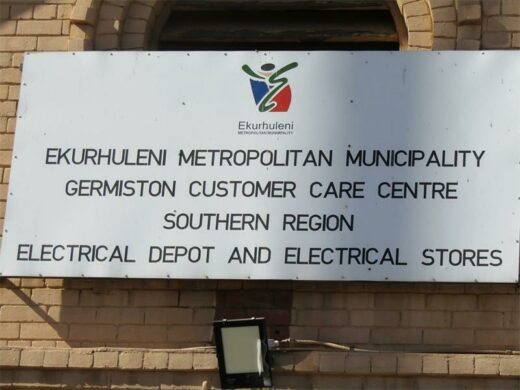 Ekurhuleni
METROPOLITAN MUNICIPALITY
EKURHULENI METROPOLITAN MUNICIPALITY
GERMISTON CUSTOMER CARE CENTRE
SOUTHERN REGION
ELECTRICAL DEPOT AND ELECTRICAL STORES